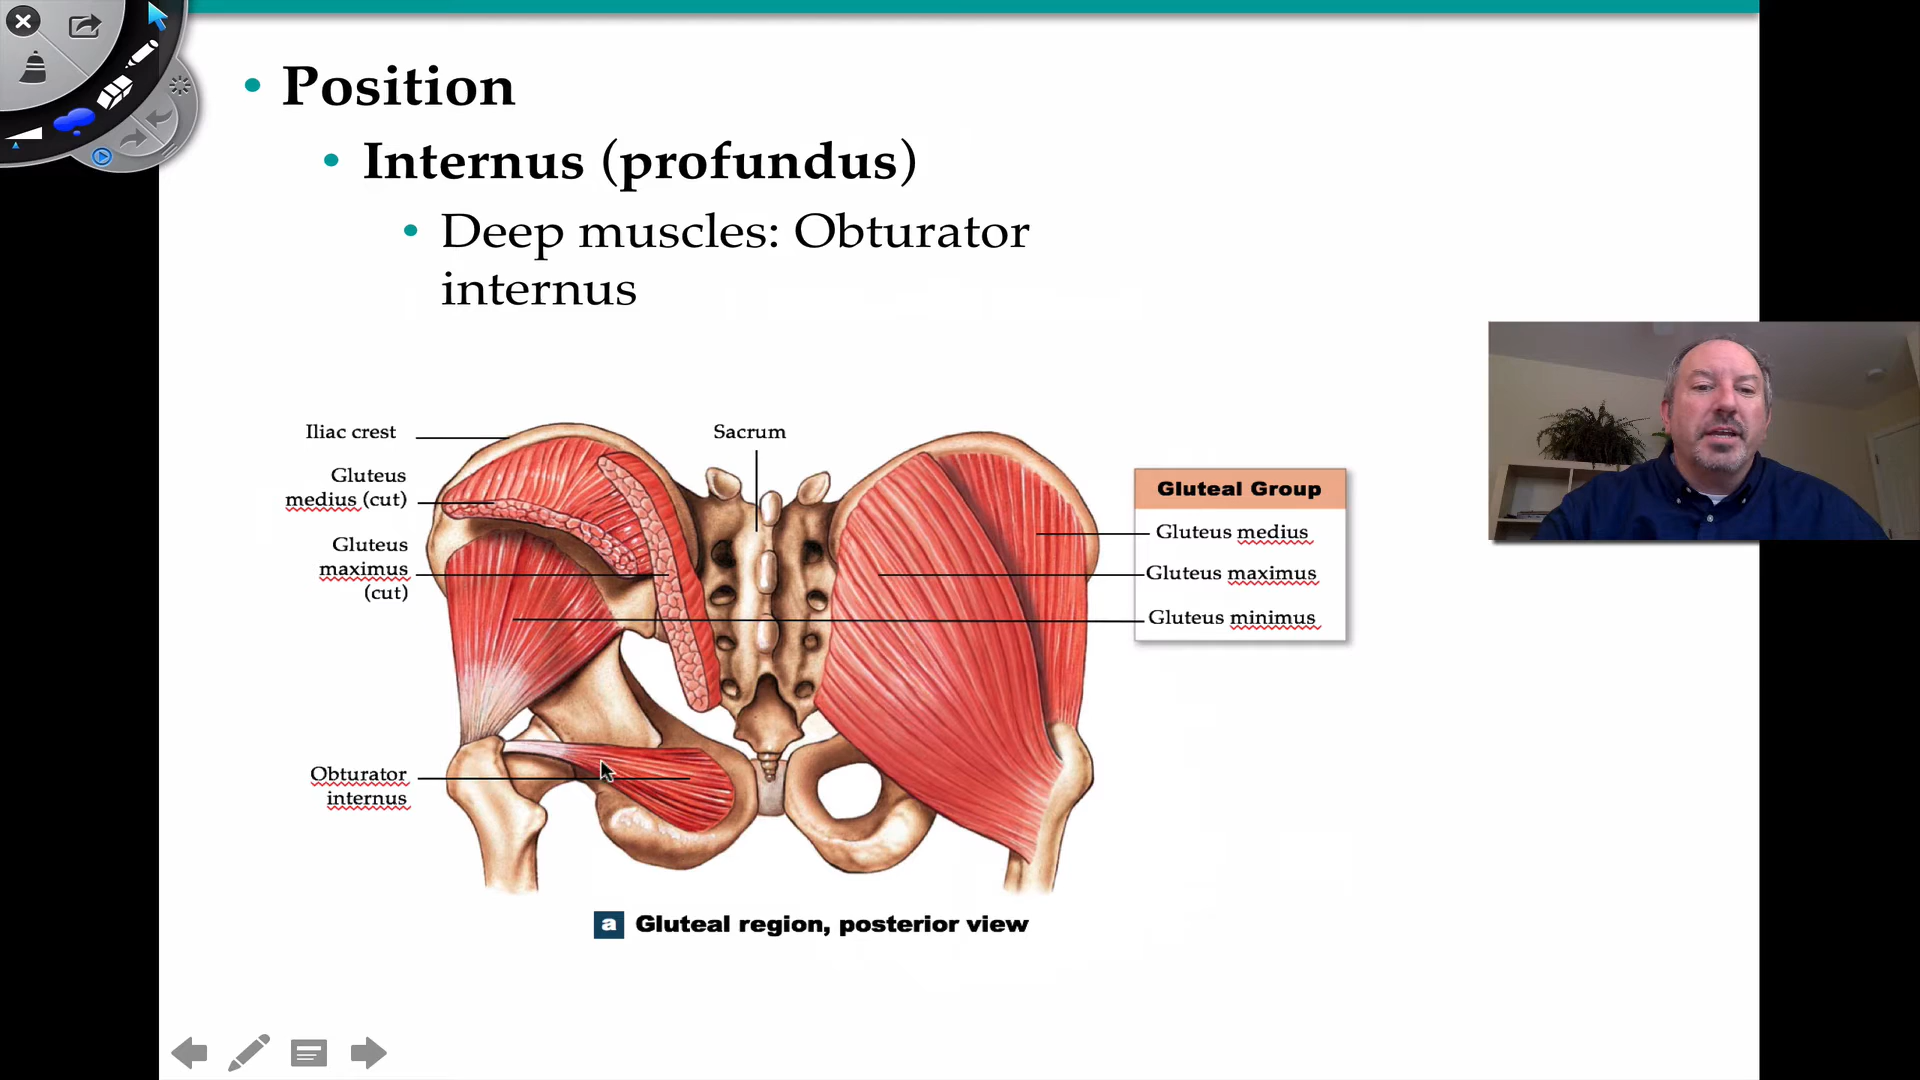 • Position
• Internus (profundus)
• Deep muscles: Obturator
internus
Iliac crest
Gluteus
medius (cut)
Gluteus
maximus
(cut)
Obturator
internus
Sacrum
Gluteal Group
Gluteus medius
Gluteus maximus
Gluteus minimus
a Gluteal region, posterior view